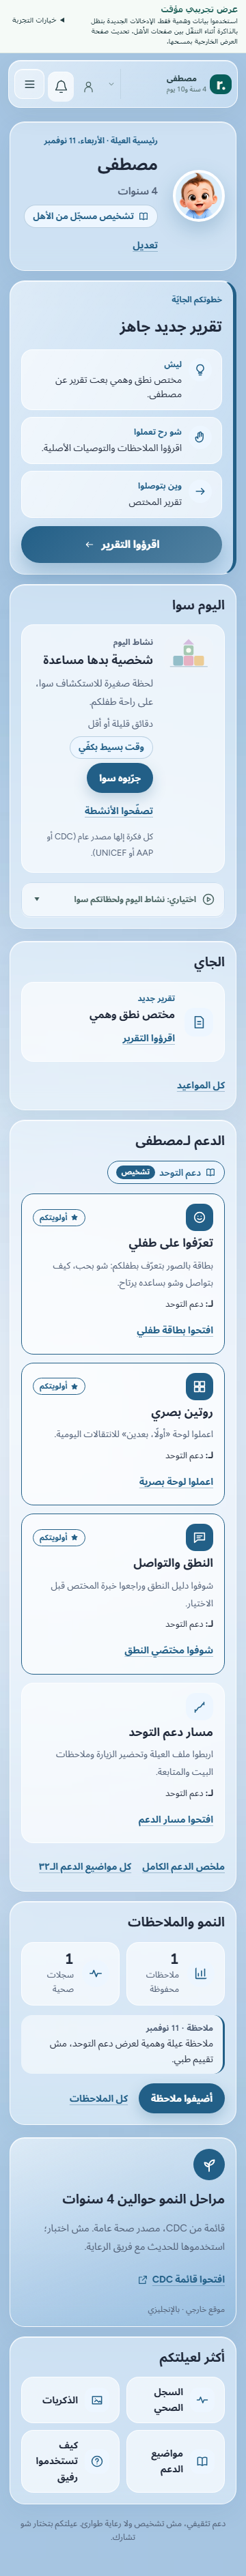 عرض تجريبي مؤقت
استخدموا بيانات وهمية فقط. الإدخالات الجديدة بتظل
بالذاكرة أثناء التنقل بين صفحات الأهل. تحديث صفحة
العرض الخارجية بمسحها.
خيارات التجربة
مصطفى
4 سنة و10 يوم
رئيسية العيلة · الأربعاء، 11 نوفمبر
مصطفى
4 سنوات
تشخيص مسجّل من الأهل
تعديل
خطوتكم الجايّة
تقرير جديد جاهز
ليش
مختص نطق وهمي بعت تقرير عن
مصطفى.
شو رح تعملوا
اقرؤوا الملاحظات والتوصيات الأصلية.
وين بتوصلوا
تقرير المختص
اقرؤوا التقرير
اليوم سوا
نشاط اليوم
شخصية بدها مساعدة
لحظة صغيرة للاستكشاف سوا،
على راحة طفلكم.
دقائق قليلة أو أقل
وقت بسيط بكفّي
جرّبوه سوا
تصفّحوا الأنشطة
كل فكرة إلها مصدر عام (CDC أو
AAP أو UNICEF).
اختياري: نشاط اليوم ولحظاتكم سوا
الجاي
تقرير جديد
مختص نطق وهمي
اقرؤوا التقرير
كل المواعيد
الدعم لـمصطفى
دعم التوحد تشخيص
أولويتكم
تعرّفوا على طفلي
بطاقة بالصور بتعرّف بطفلكم: شو بحب، كيف
بتواصل وشو بساعده يرتاح.
لـ: دعم التوحد
افتحوا بطاقة طفلي
أولويتكم
روتين بصري
اعملوا لوحة «أولًا، بعدين» للانتقالات اليومية.
لـ: دعم التوحد
اعملوا لوحة بصرية
أولويتكم
النطق والتواصل
شوفوا دليل النطق وراجعوا خبرة المختص قبل
الاختيار.
لـ: دعم التوحد
شوفوا مختصّي النطق
مسار دعم التوحد
اربطوا ملف العيلة وتحضير الزيارة وملاحظات
البيت والمتابعة.
لـ: دعم التوحد
افتحوا مسار الدعم
ملخص الدعم الكامل
كل مواضيع الدعم الـ٣٢
النمو والملاحظات
1
ملاحظات
محفوظة
1
سجلات
صحية
ملاحظة · 11 نوفمبر
ملاحظة عيلة وهمية لعرض دعم التوحد، مش
تقييم طبي.
أضيفوا ملاحظة
كل الملاحظات
مراحل النمو حوالين 4 سنوات
قائمة من CDC، مصدر صحة عامة. مش اختبار؛
استخدموها للحديث مع فريق الرعاية.
افتحوا قائمة CDC
موقع خارجي · بالإنجليزي
أكثر لعيلتكم
السجل
الصحي
الذكريات
مواضيع
الدعم
كيف
تستخدموا
رفيق
دعم تثقيفي، مش تشخيص ولا رعاية طوارئ. عيلتكم بتختار شو
تشارك.